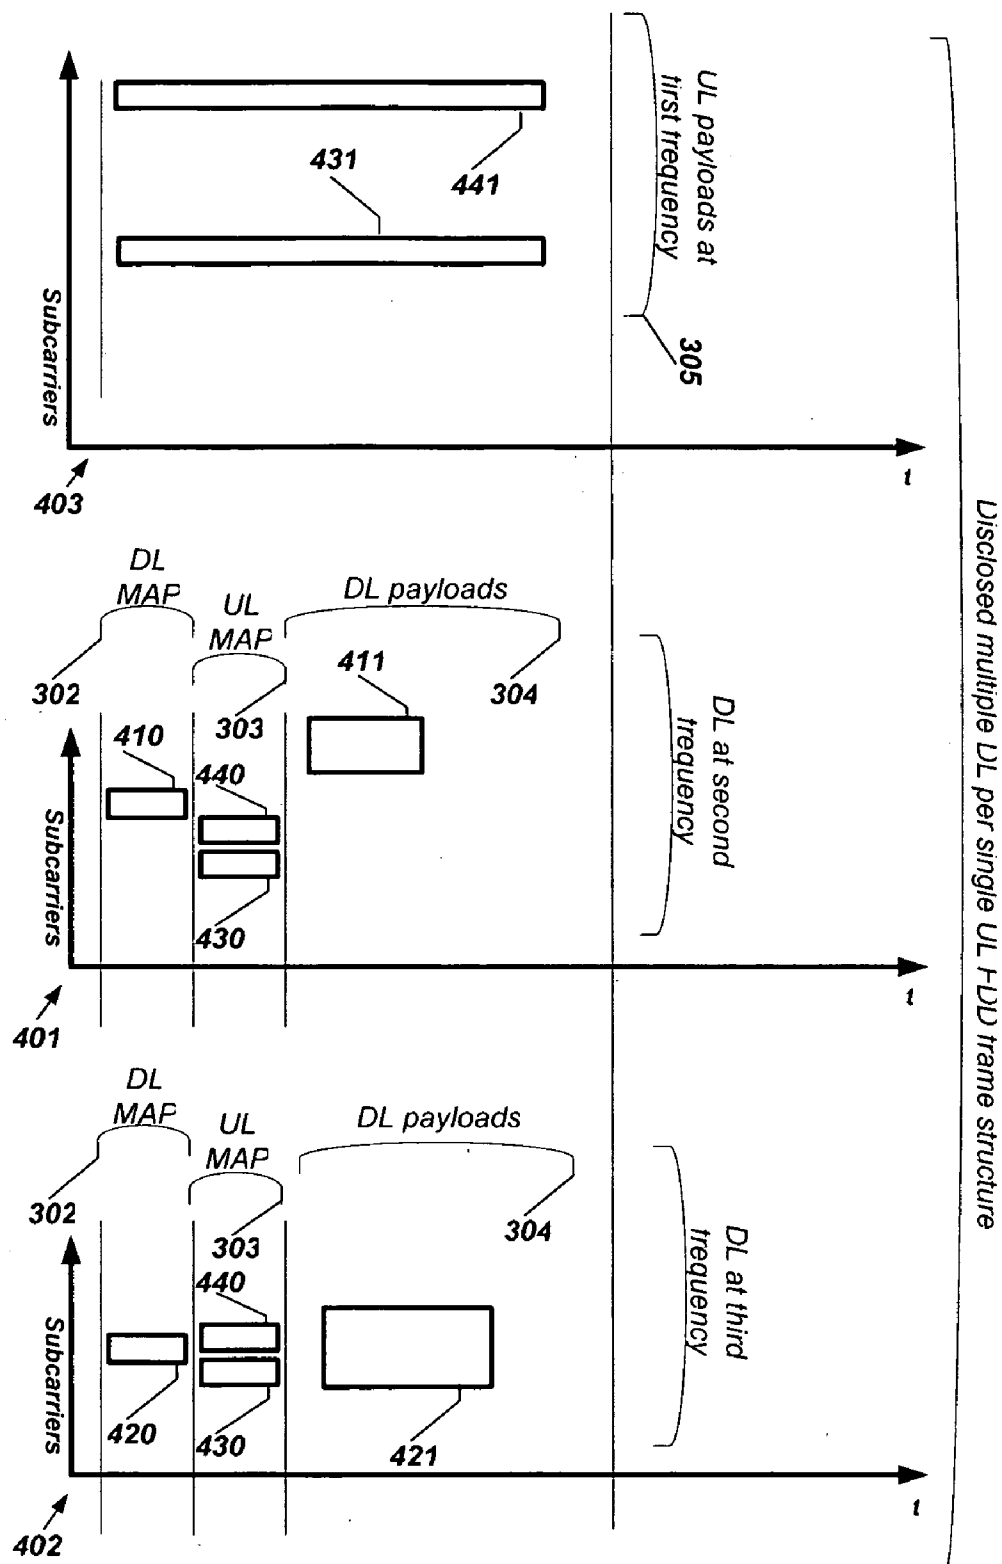 UL payloads at
first frequency
305
431
441
Subcarriers
t
403
DL
MAP
UL
MAP
DL payloads
302
303
304
411
410
440
430
Subcarriers
t
401
DL at second
frequency
DL
MAP
UL
MAP
DL payloads
302
303
304
440
420
430
421
Subcarriers
t
402
DL at third
frequency
Disclosed multiple DL per single UL FDD frame structure